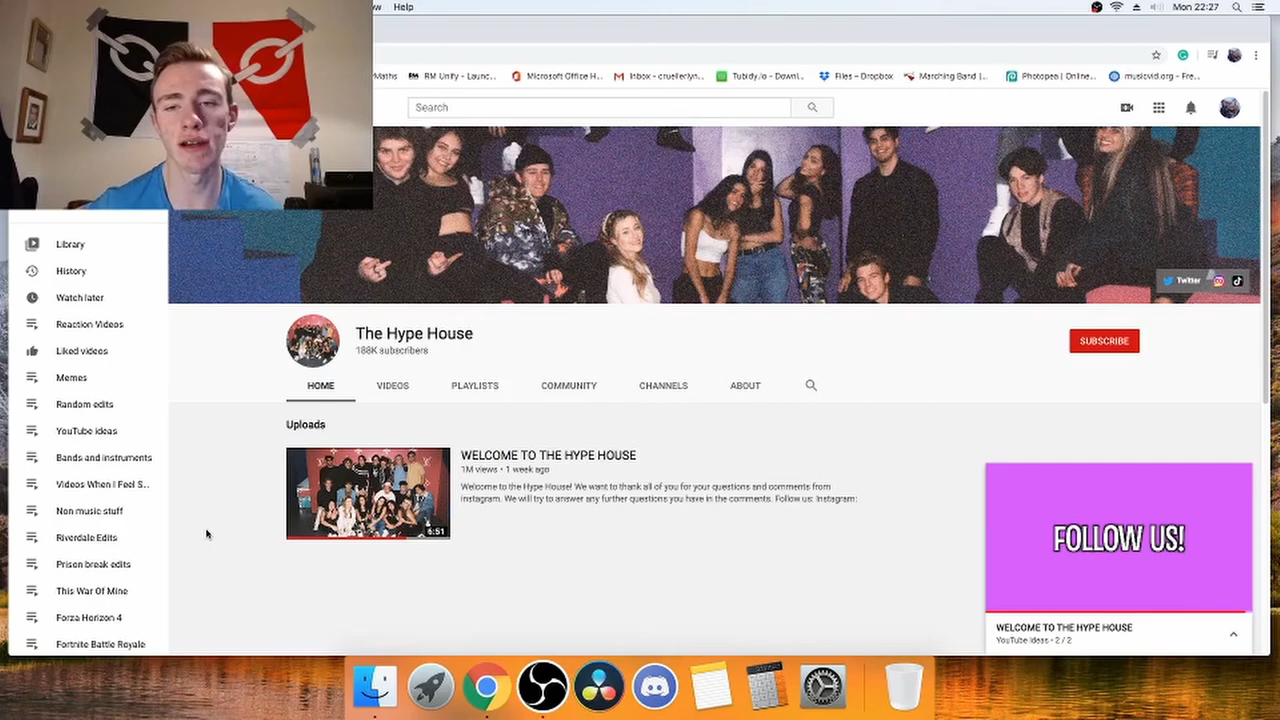 Help
Mon 22:27
Maths
RM Unify - Launc...
Microsoft Office H...
Inbox - cruellerlyn...
Tubidy.io - Downl...
Files – Dropbox
Marching Band |...
Photopea | Online...
musicvid.org - Fre...
Search
Twitter
Library
History
Watch later
Reaction Videos
Liked videos
Memes
Random edits
YouTube ideas
Bands and instruments
Videos When I Feel S...
Non music stuff
Riverdale Edits
Prison break edits
This War Of Mine
Forza Horizon 4
Fortnite Battle Royale
The Hype House
188K subscribers
SUBSCRIBE
HOME
VIDEOS
PLAYLISTS
COMMUNITY
CHANNELS
ABOUT
Uploads
WELCOME TO THE HYPE HOUSE
1M views • 1 week ago
Welcome to the Hype House! We want to thank all of you for your questions and comments from
instagram. We will try to answer any further questions you have in the comments. Follow us: Instagram:
6:51
FOLLOW US!
WELCOME TO THE HYPE HOUSE
YouTube ideas - 2 / 2